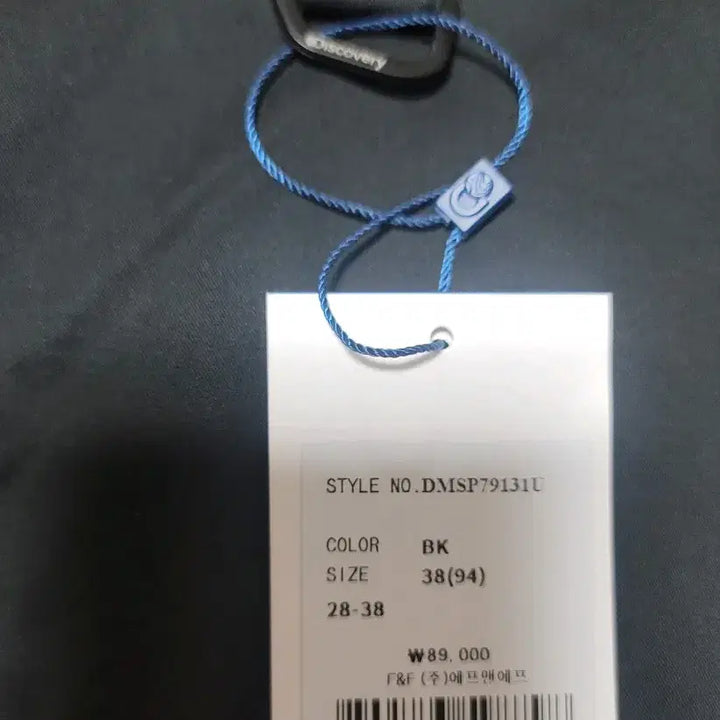 Discovery
STYLE NO.DMSP79131U
COLOR BK
SIZE 38(94)
28-38
₩89,000
F&F (주)에프앤에프